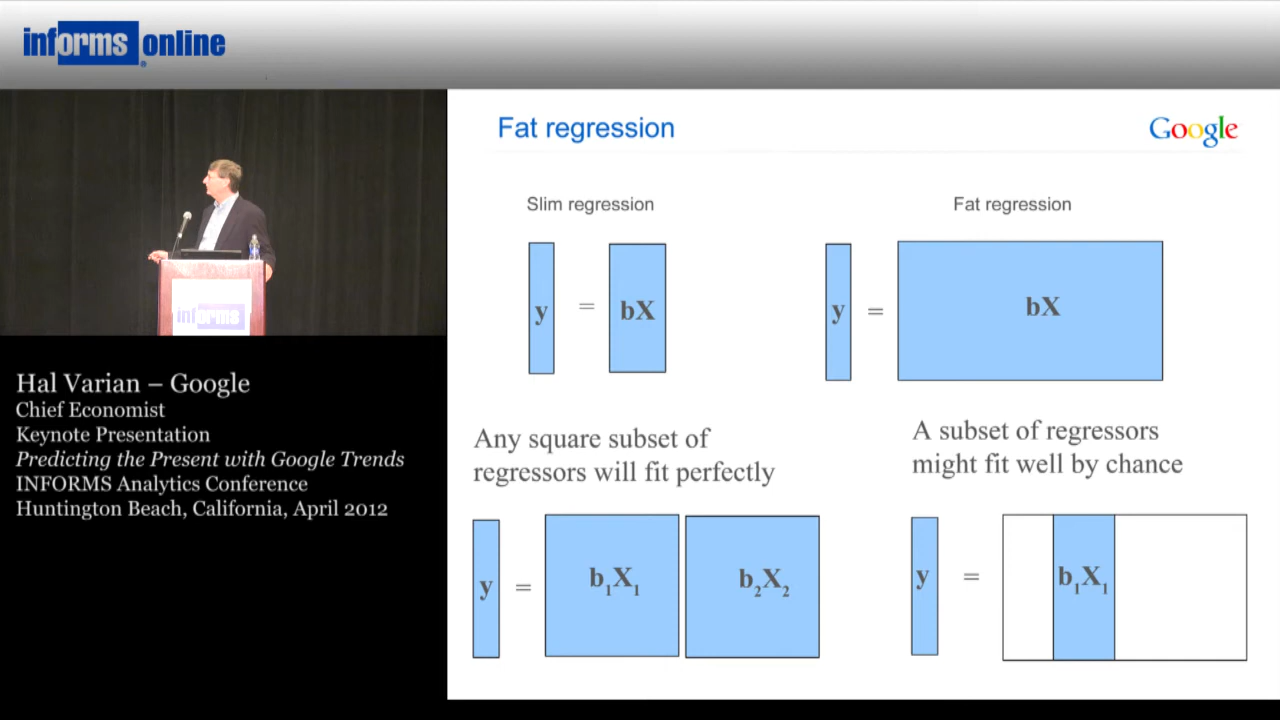 informs online
®
Fat regression
Google
Slim regression
Fat regression
y = bX
y = bX
Any square subset of
regressors will fit perfectly
A subset of regressors
might fit well by chance
y = b₁X₁ b₂X₂
y = b₁X₁
informs
Hal Varian – Google
Chief Economist
Keynote Presentation
Predicting the Present with Google Trends
INFORMS Analytics Conference
Huntington Beach, California, April 2012